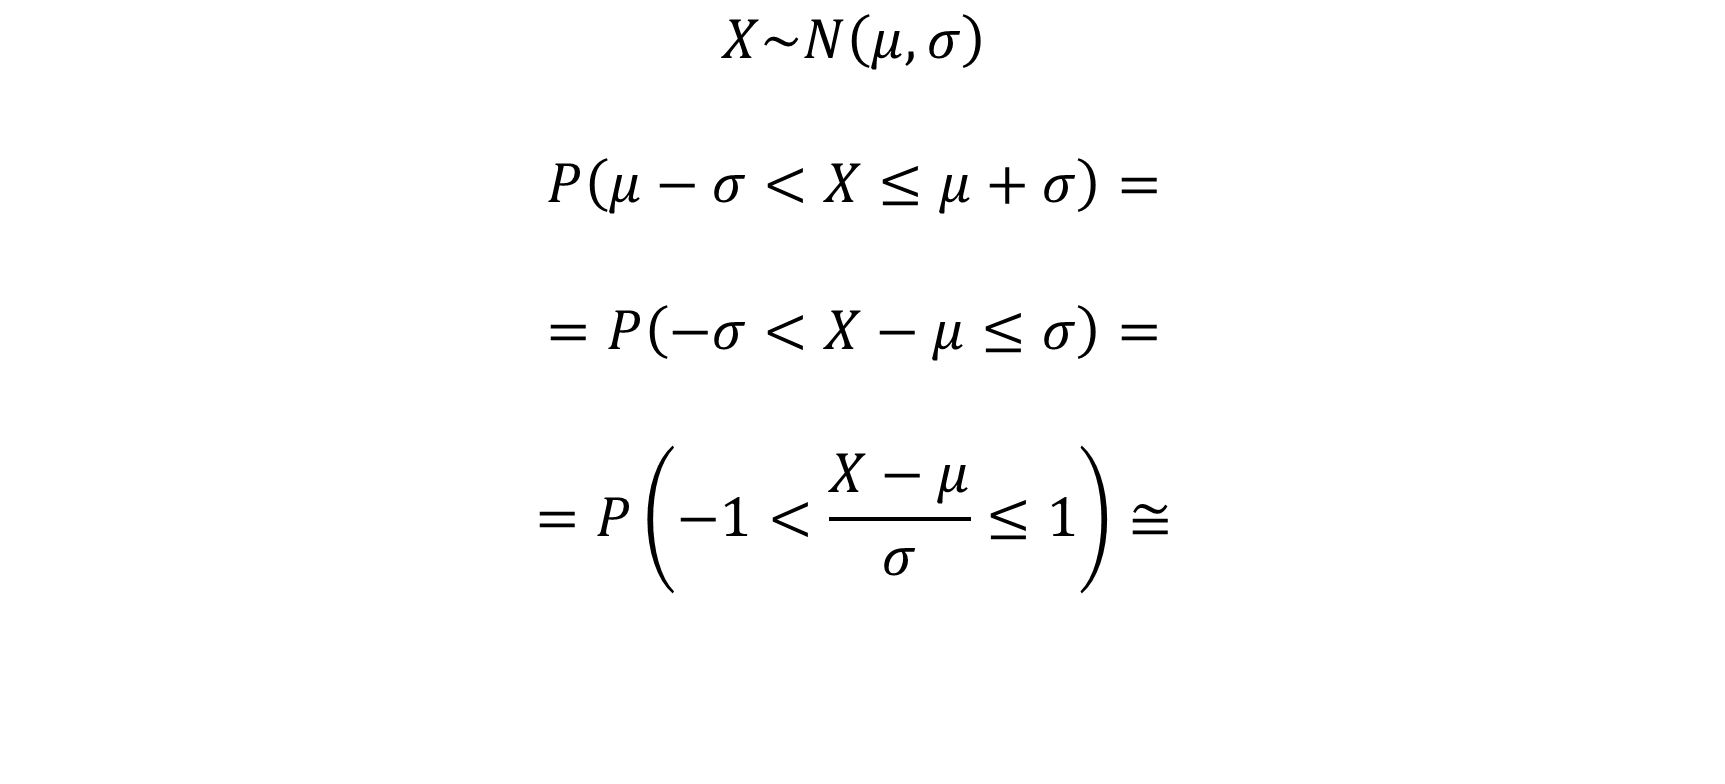 X~N(μ, σ)
P(μ − σ < X ≤ μ + σ) =
= P(−σ < X − μ ≤ σ) =
= P(−1 < (X − μ)/σ ≤ 1) ≅